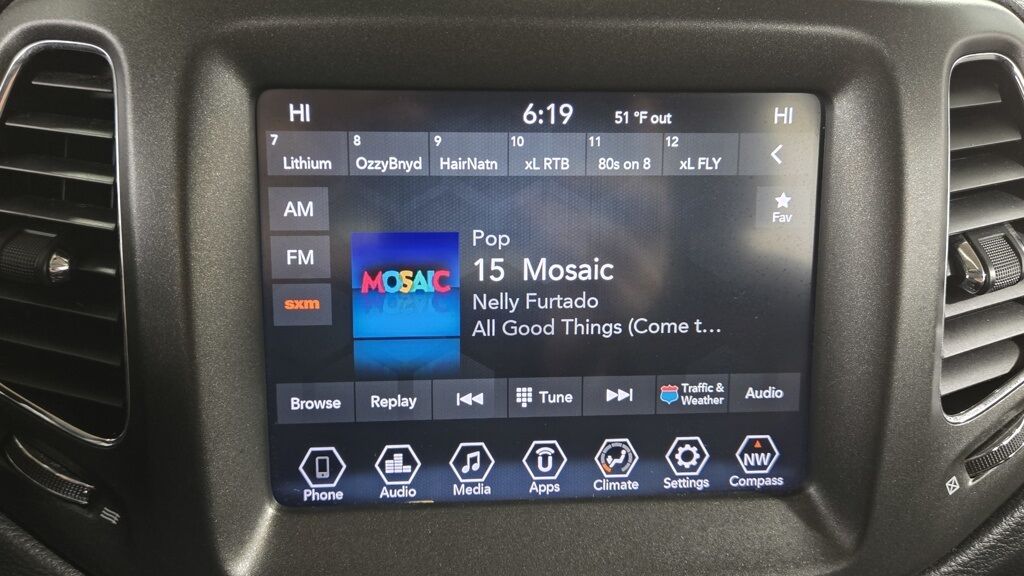 HI 6:19 51 °F out HI
7 Lithium 8 OzzyBnyd 9 HairNatn 10 xL RTB 11 80s on 8 12 xL FLY
AM
Fav
FM
sxm
MOSAIC
Pop
15 Mosaic
Nelly Furtado
All Good Things (Come t...
Browse Replay Tune Traffic & Weather Audio
Phone Audio Media Apps Climate Settings Compass
U NW